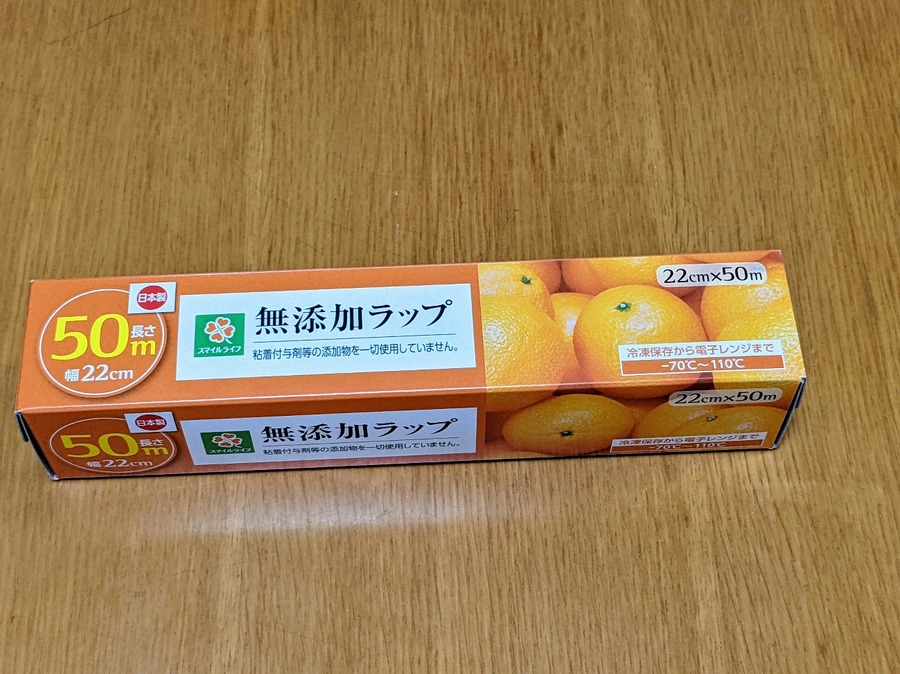 日本製
50m
長さ
幅22cm
スマイルライフ
無添加ラップ
粘着付与剤等の添加物を一切使用していません。
22cm×50m
冷凍保存から電子レンジまで
−70℃〜110℃
日本製
50m
長さ
幅22cm
スマイルライフ
無添加ラップ
粘着付与剤等の添加物を一切使用していません。
22cm×50m
冷凍保存から電子レンジまで
−70℃〜110℃